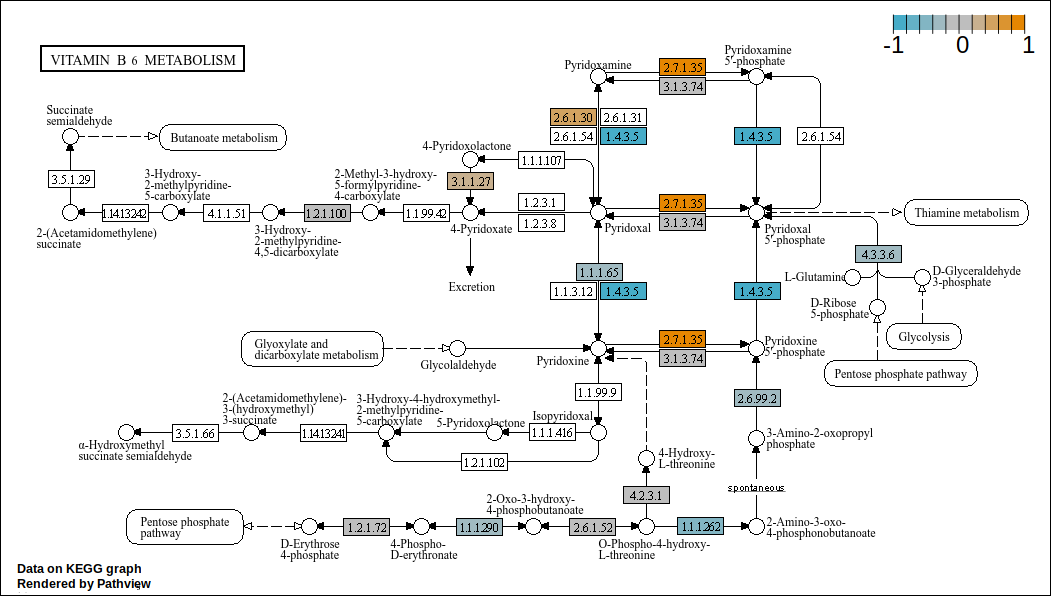 -1 0 1
VITAMIN B 6 METABOLISM
Pyridoxamine
Pyridoxamine
5'-phosphate
2.7.1.35
3.1.3.74
Succinate
semialdehyde
Butanoate metabolism
2.6.1.30
2.6.1.31
2.6.1.54
1.4.3.5
1.4.3.5
2.6.1.54
4-Pyridoxolactone
1.1.1.107
3.5.1.29
3-Hydroxy-
2-methylpyridine-
5-carboxylate
2-Methyl-3-hydroxy-
5-formylpyridine-
4-carboxylate
3.1.1.27
1.14.13.242
4.1.1.51
1.2.1.100
1.1.99.42
1.2.3.1
1.2.3.8
2.7.1.35
3.1.3.74
Thiamine metabolism
2-(Acetamidomethylene)
succinate
3-Hydroxy-
2-methylpyridine-
4,5-dicarboxylate
4-Pyridoxate
Pyridoxal
Pyridoxal
5'-phosphate
4.3.3.6
Excretion
1.1.1.65
1.1.3.12
1.4.3.5
1.4.3.5
L-Glutamine
D-Glyceraldehyde
3-phosphate
D-Ribose
5-phosphate
Glycolysis
Glyoxylate and
dicarboxylate metabolism
Glycolaldehyde
Pyridoxine
2.7.1.35
3.1.3.74
Pyridoxine
5'-phosphate
Pentose phosphate pathway
1.1.99.9
2.6.99.2
2-(Acetamidomethylene)-
3-(hydroxymethyl)
3-succinate
3-Hydroxy-4-hydroxymethyl-
2-methylpyridine-
5-carboxylate
5-Pyridoxolactone
Isopyridoxal
3.5.1.66
1.14.13.241
1.1.1.416
1.2.1.102
α-Hydroxymethyl
succinate semialdehyde
3-Amino-2-oxopropyl
phosphate
4-Hydroxy-
L-threonine
spontaneous
4.2.3.1
2-Oxo-3-hydroxy-
4-phosphobutanoate
Pentose phosphate
pathway
1.2.1.72
1.1.1.290
2.6.1.52
1.1.1.262
2-Amino-3-oxo-
4-phosphonobutanoate
D-Erythrose
4-phosphate
4-Phospho-
D-erythronate
O-Phospho-4-hydroxy-
L-threonine
Data on KEGG graph
Rendered by Pathview